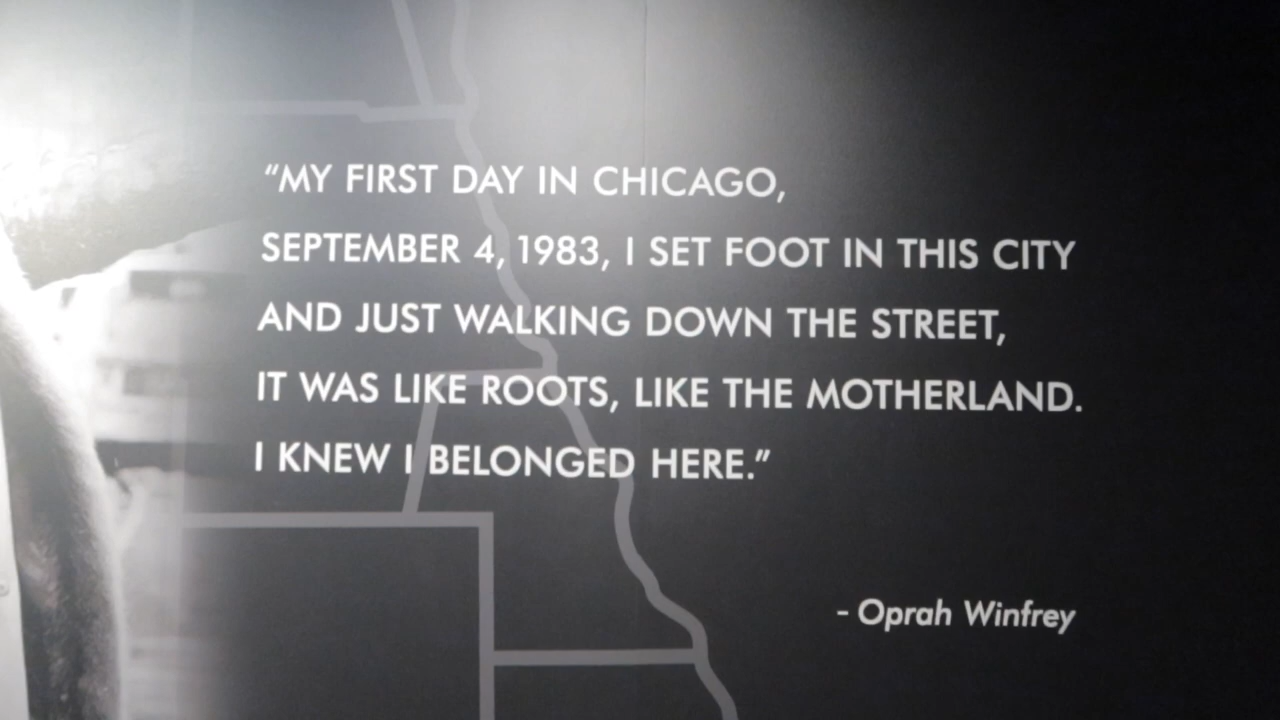 “MY FIRST DAY IN CHICAGO,
SEPTEMBER 4, 1983, I SET FOOT IN THIS CITY
AND JUST WALKING DOWN THE STREET,
IT WAS LIKE ROOTS, LIKE THE MOTHERLAND.
I KNEW I BELONGED HERE.”
- Oprah Winfrey